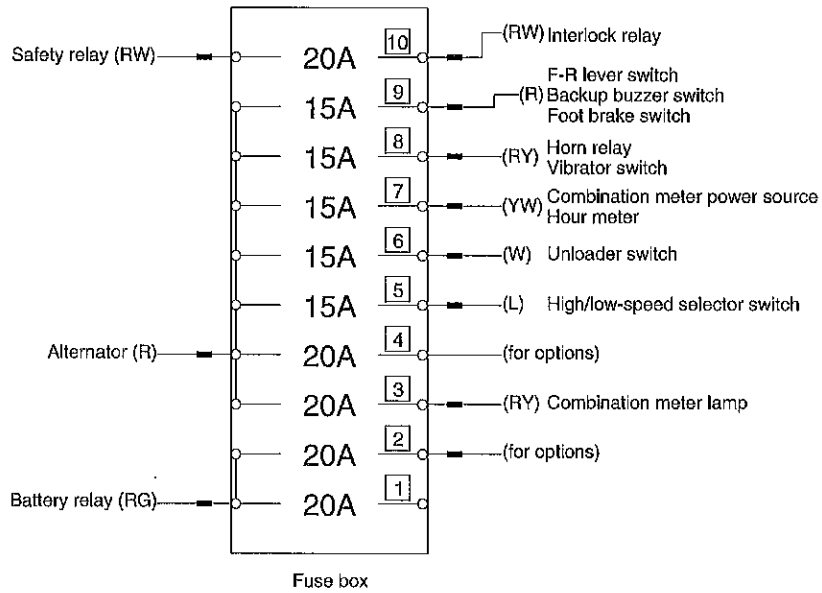 Safety relay (RW) 20A 10 (RW) Interlock relay
15A 9 (R) F-R lever switch
Backup buzzer switch
Foot brake switch
15A 8 (RY) Horn relay
Vibrator switch
15A 7 (YW) Combination meter power source
Hour meter
15A 6 (W) Unloader switch
15A 5 (L) High/low-speed selector switch
Alternator (R) 20A 4 (for options)
20A 3 (RY) Combination meter lamp
20A 2 (for options)
Battery relay (RG) 20A 1
Fuse box